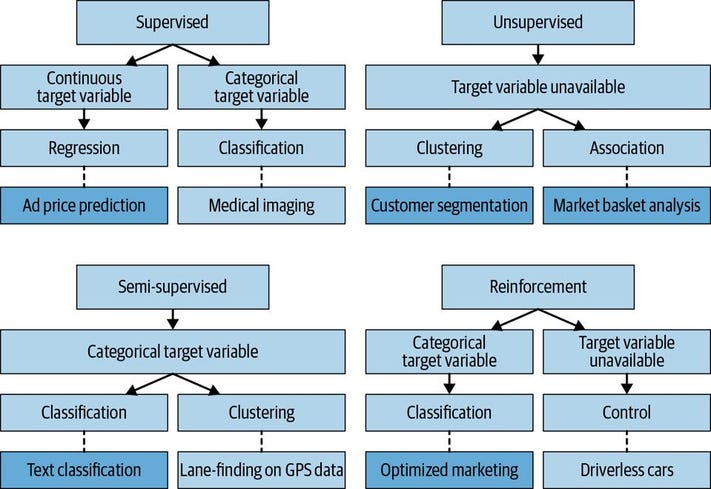 Supervised
Continuous
target variable
Categorical
target variable
Regression
Classification
Ad price prediction
Medical imaging
Unsupervised
Target variable unavailable
Clustering
Association
Customer segmentation
Market basket analysis
Semi-supervised
Categorical target variable
Classification
Clustering
Text classification
Lane-finding on GPS data
Reinforcement
Categorical
target variable
Target variable
unavailable
Classification
Control
Optimized marketing
Driverless cars